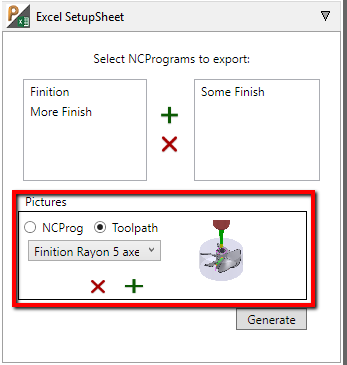 Excel SetupSheet
Select NCPrograms to export:
Finition
More Finish
Some Finish
Pictures
NCProg
Toolpath
Finition Rayon 5 axe
Generate